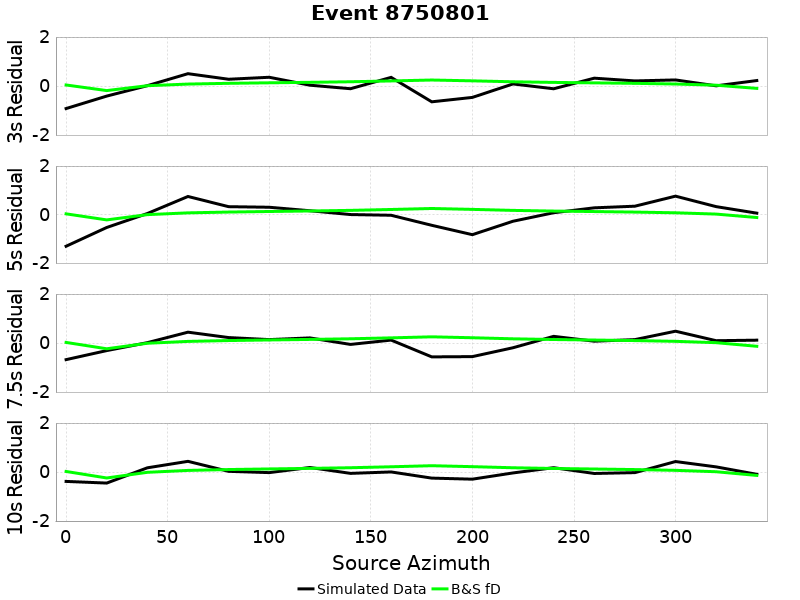 Event 8750801
3s Residual
2
0
-2
5s Residual
2
0
-2
7.5s Residual
2
0
-2
10s Residual
2
0
-2
0 50 100 150 200 250 300
Source Azimuth
Simulated Data B&S fD